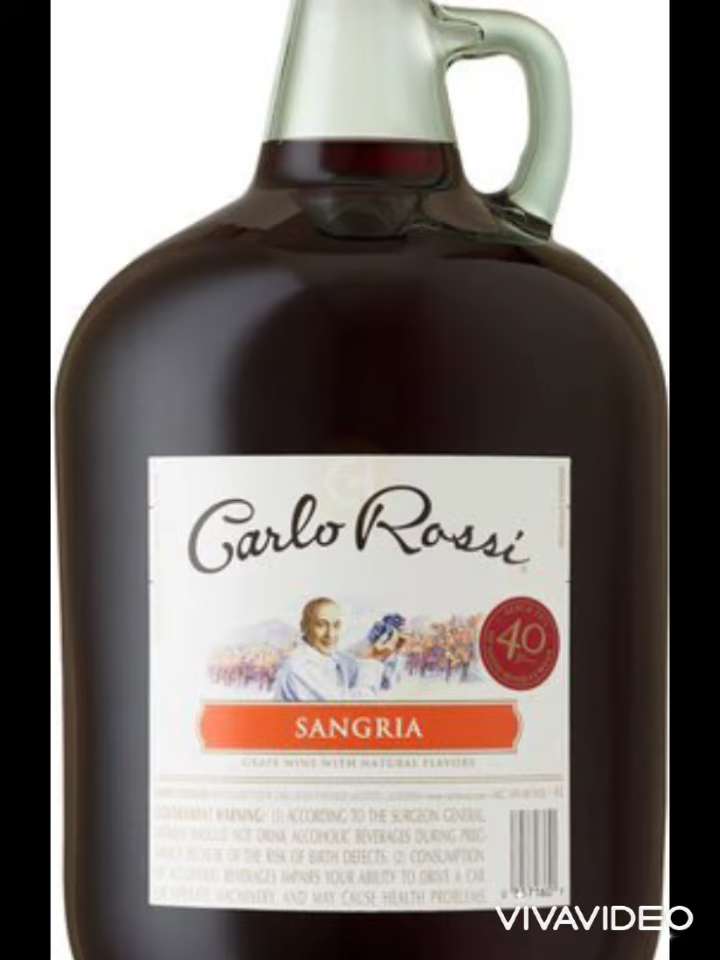 Carlo Rossi
40
SANGRIA
GRAPE WINE WITH NATURAL FLAVORS
GOVERNMENT WARNING: (1) ACCORDING TO THE SURGEON GENERAL,
WOMEN SHOULD NOT DRINK ALCOHOLIC BEVERAGES DURING PREG-
NANCY BECAUSE OF THE RISK OF BIRTH DEFECTS. (2) CONSUMPTION
OF ALCOHOLIC BEVERAGES IMPAIRS YOUR ABILITY TO DRIVE A CAR
OR OPERATE MACHINERY, AND MAY CAUSE HEALTH PROBLEMS.
VIVAVIDEO